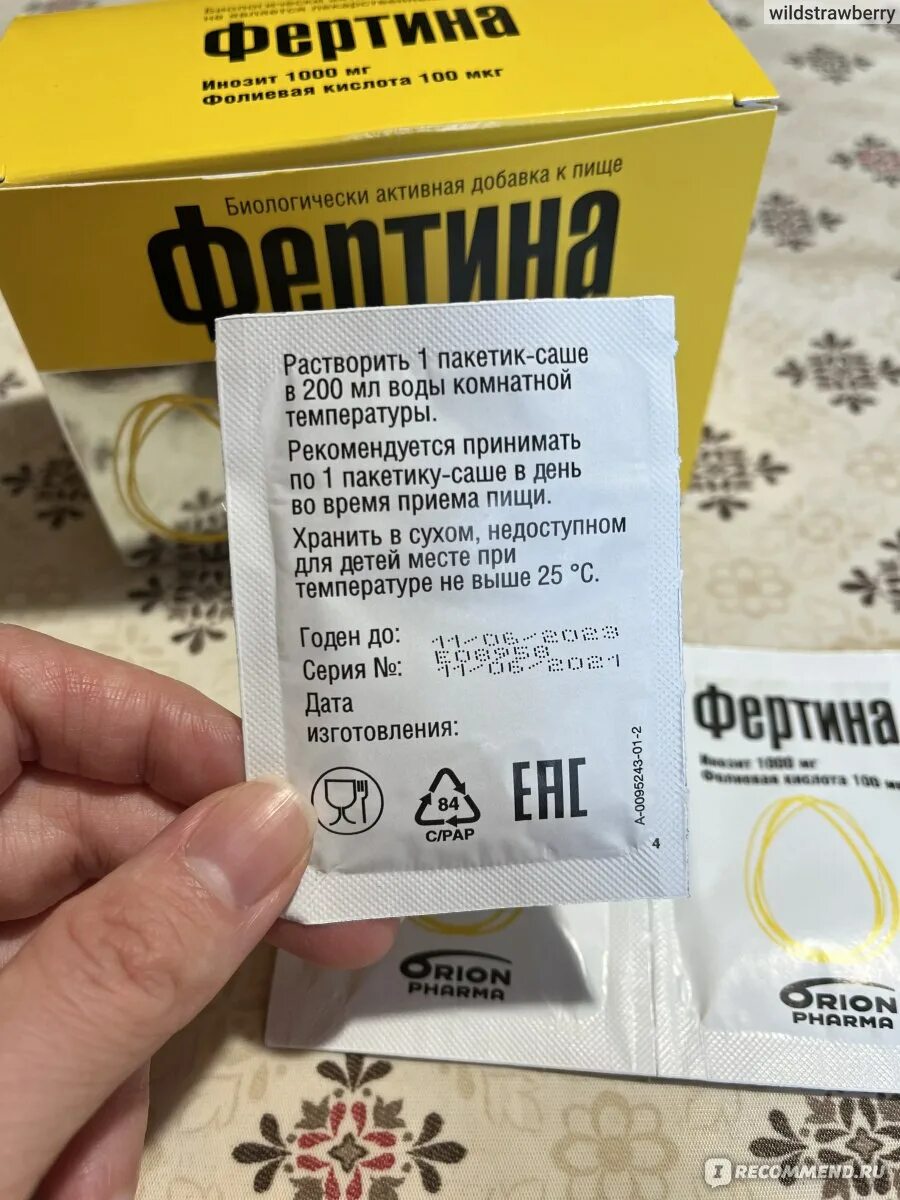 wildstrawberry
Фертина
Инозит 1000 мг
Фолиевая кислота 100 мкг
Биологически активная добавка к пище
Фертина
Растворить 1 пакетик-саше
в 200 мл воды комнатной
температуры.
Рекомендуется принимать
по 1 пакетику-саше в день
во время приема пищи.
Хранить в сухом, недоступном
для детей месте при
температуре не выше 25 °С.
Годен до: 11/06/2023
Серия №:
11/06/2021
Дата
изготовления:
84
C/PAP
EAC
A-0095243-01-2
4
Фертина
Инозит 1000 мг
Фолиевая кислота 100
ORION
PHARMA
ORION
PHARMA
RECOMMEND.RU